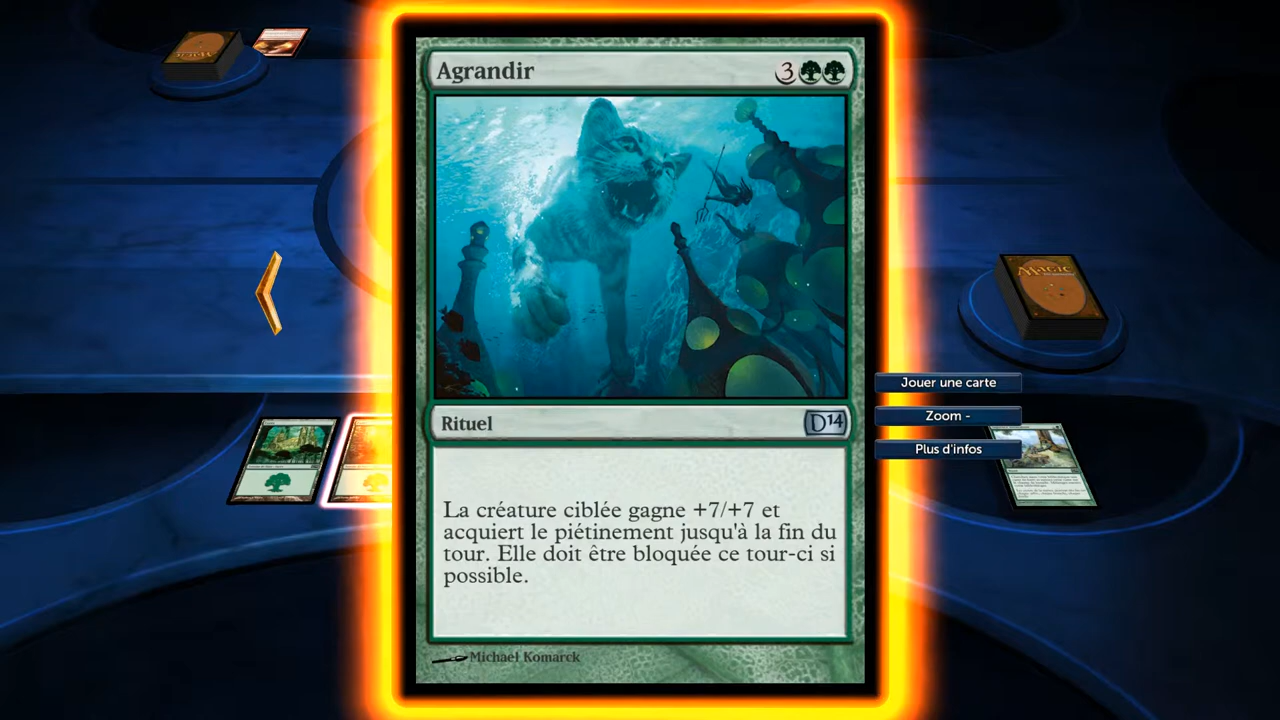 Agrandir
3
Rituel
D14
La créature ciblée gagne +7/+7 et
acquiert le piétinement jusqu'à la fin du
tour. Elle doit être bloquée ce tour-ci si
possible.
Michael Komarck
MAGIC
Jouer une carte
Zoom -
Plus d'infos